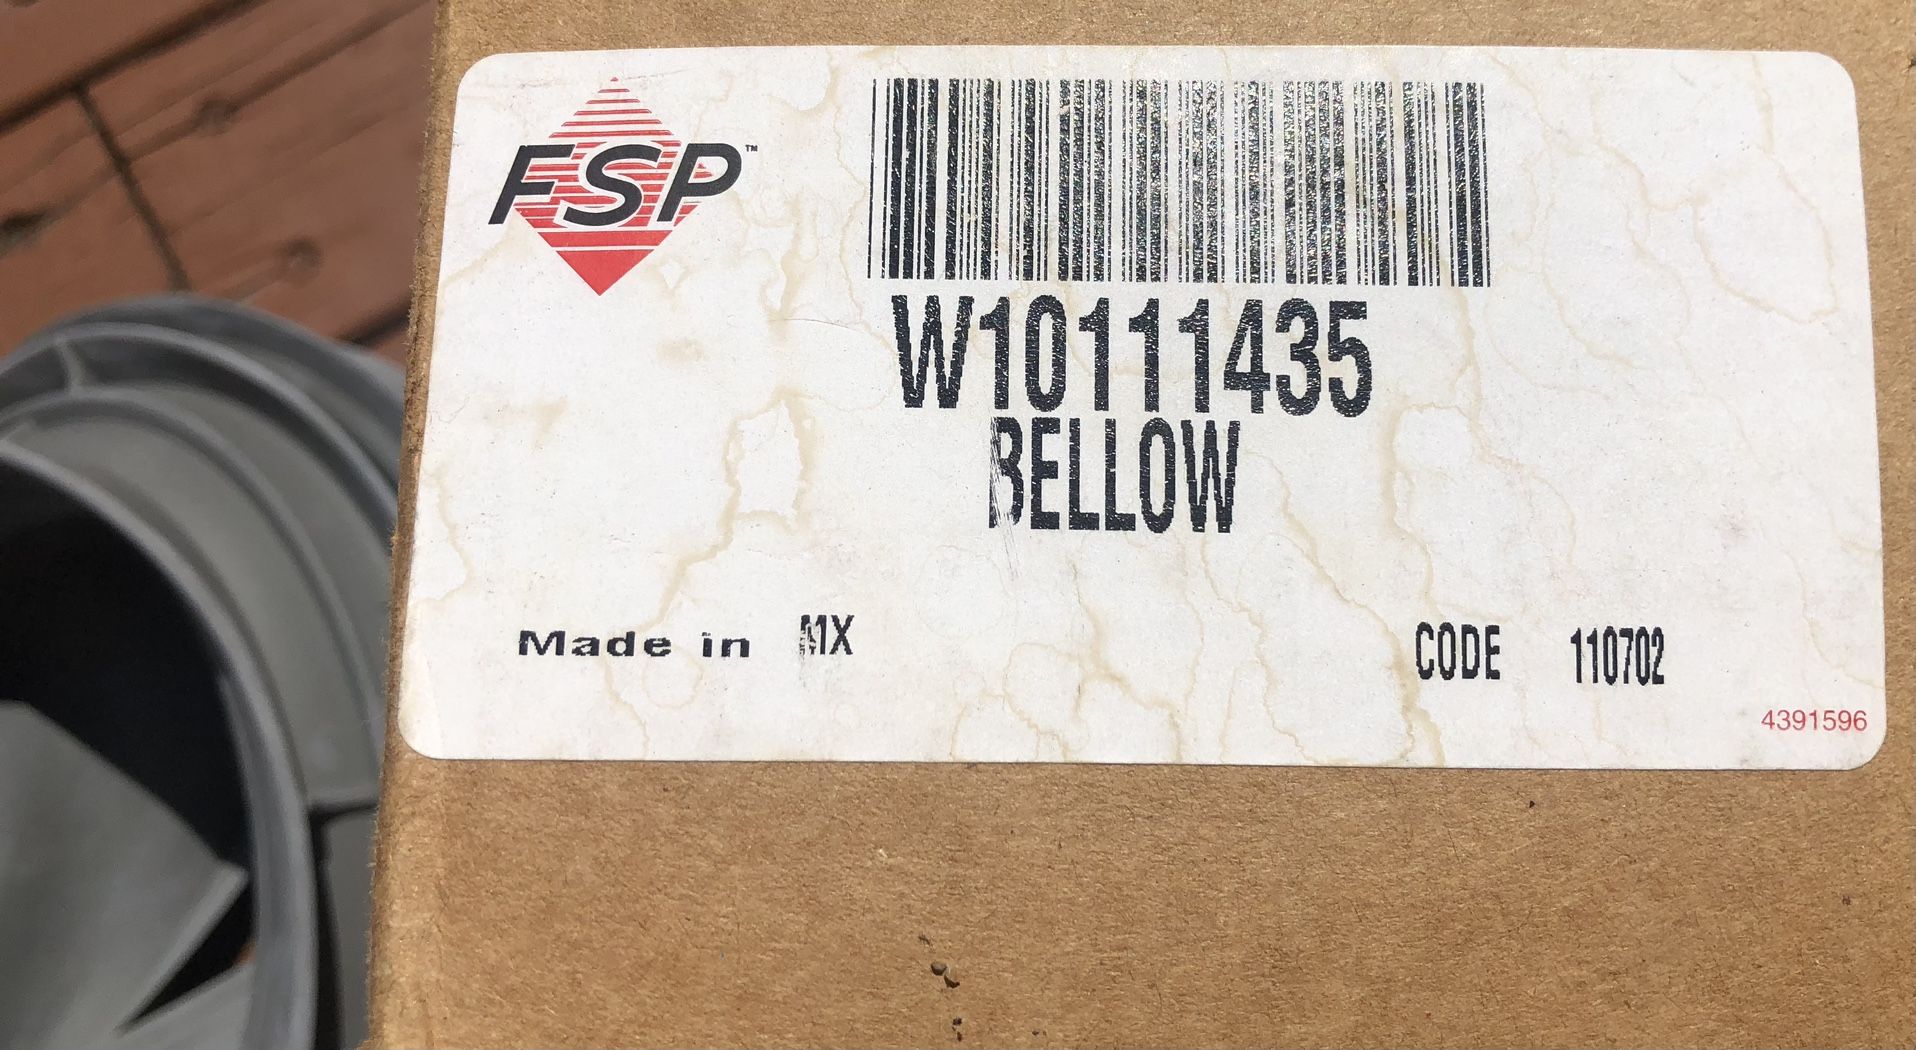 FSP™
W10111435
BELLOW
Made in MX
CODE 110702
4391596